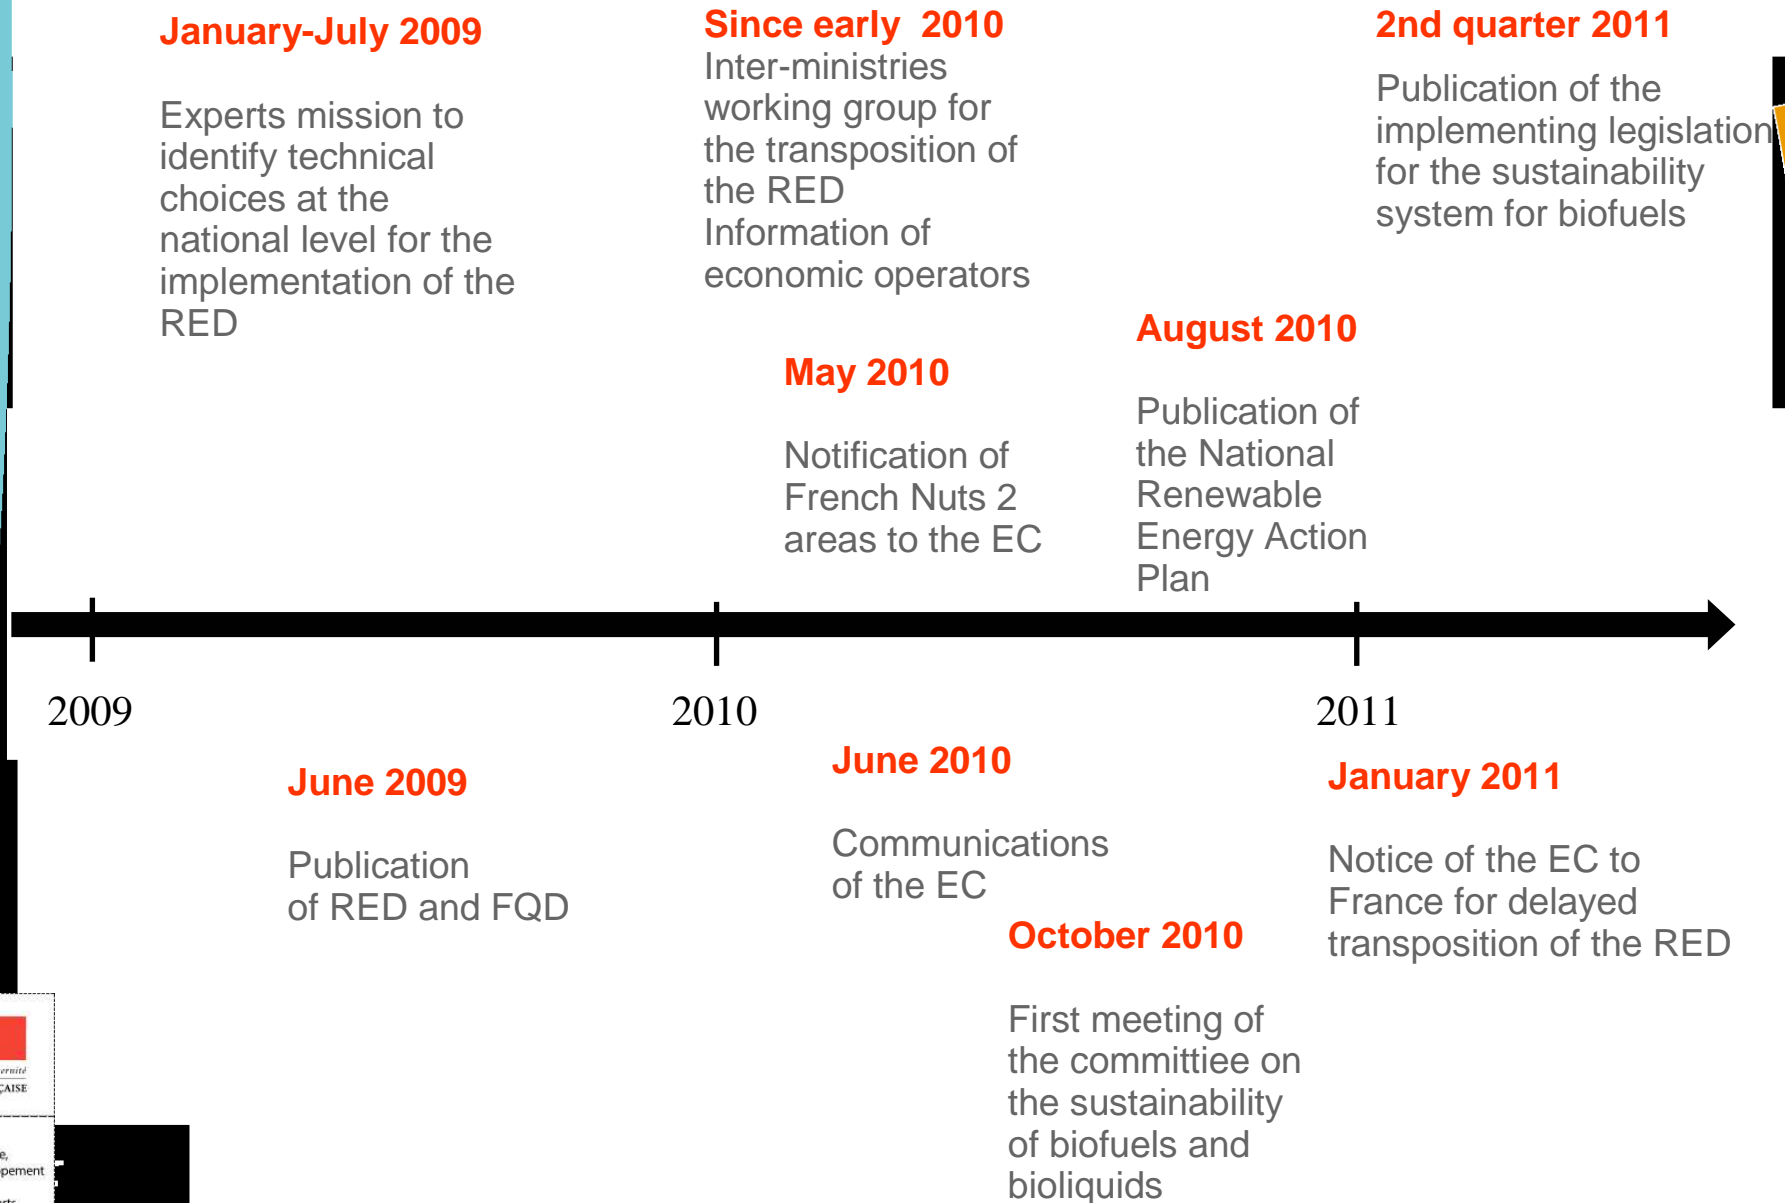 January-July 2009
Experts mission to
identify technical
choices at the
national level for the
implementation of the
RED
Since early 2010
Inter-ministries
working group for
the transposition of
the RED
Information of
economic operators
2nd quarter 2011
Publication of the
implementing legislation
for the sustainability
system for biofuels
May 2010
Notification of
French Nuts 2
areas to the EC
August 2010
Publication of
the National
Renewable
Energy Action
Plan
2009
2010
2011
June 2009
Publication
of RED and FQD
June 2010
Communications
of the EC
October 2010
First meeting of
the committiee on
the sustainability
of biofuels and
bioliquids
January 2011
Notice of the EC to
France for delayed
transposition of the RED